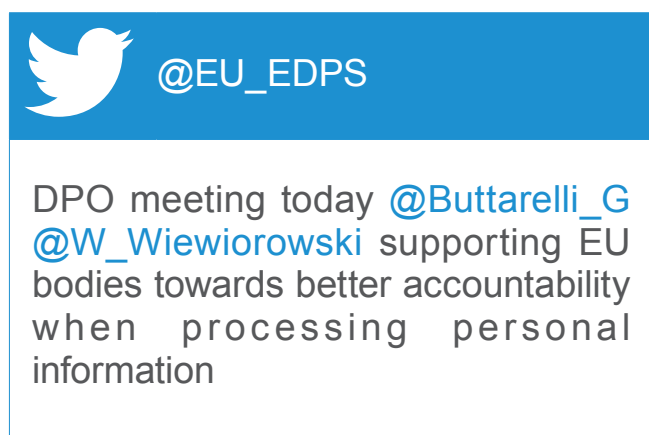 @EU_EDPS
DPO meeting today @Buttarelli_G
@W_Wiewiorowski supporting EU
bodies towards better accountability
when processing personal
information